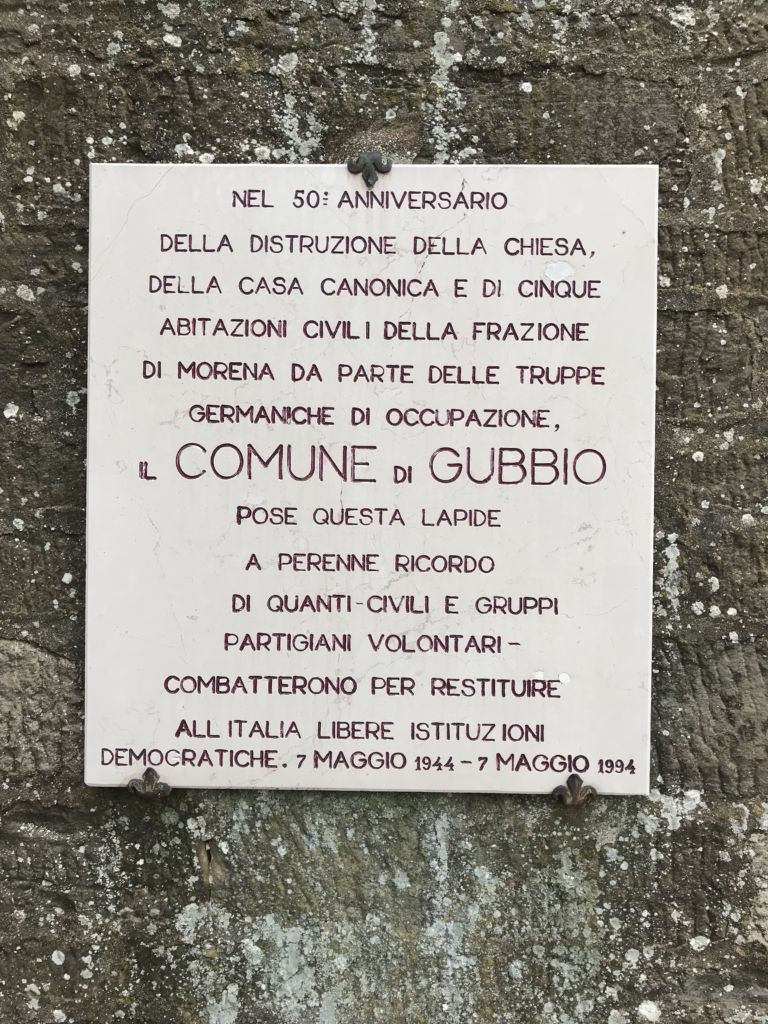 NEL 50º ANNIVERSARIO
DELLA DISTRUZIONE DELLA CHIESA,
DELLA CASA CANONICA E DI CINQUE
ABITAZIONI CIVILI DELLA FRAZIONE
DI MORENA DA PARTE DELLE TRUPPE
GERMANICHE DI OCCUPAZIONE,
IL COMUNE DI GUBBIO
POSE QUESTA LAPIDE
A PERENNE RICORDO
DI QUANTI-CIVILI E GRUPPI
PARTIGIANI VOLONTARI-
COMBATTERONO PER RESTITUIRE
ALL ITALIA LIBERE ISTITUZIONI
DEMOCRATICHE. 7 MAGGIO 1944 - 7 MAGGIO 1994